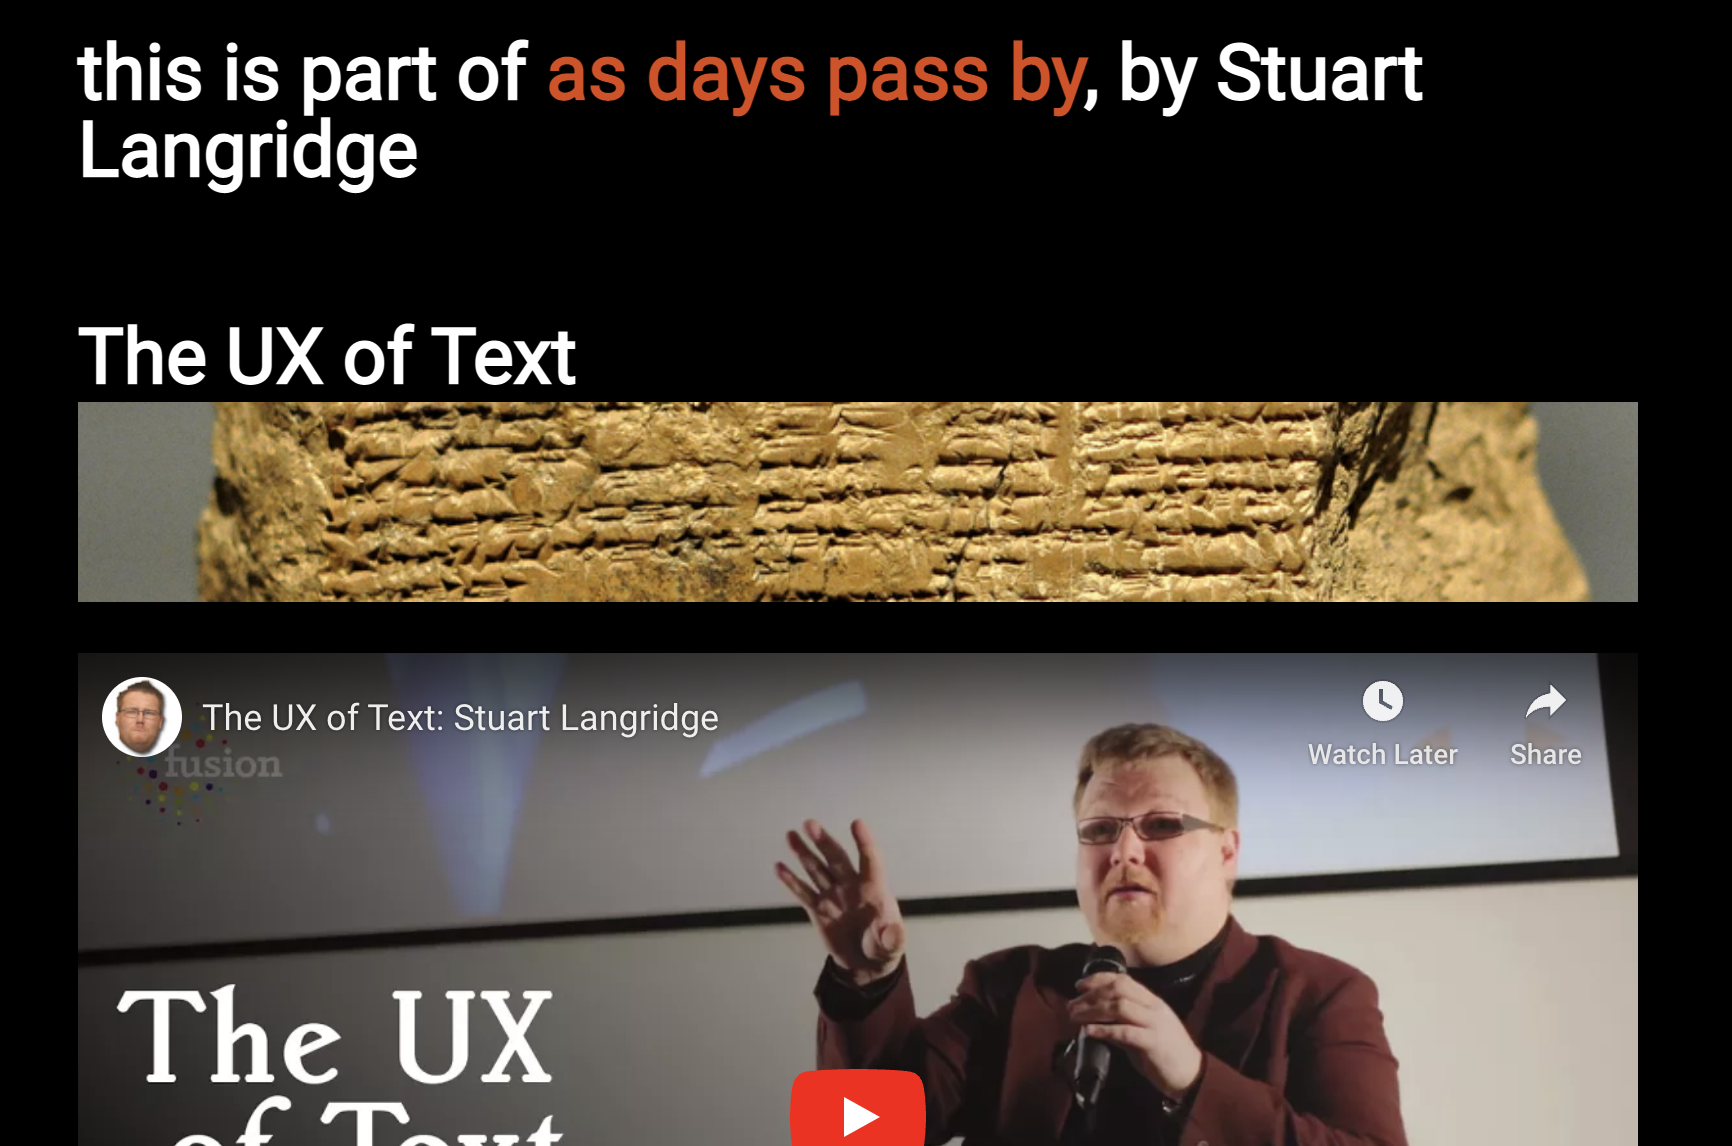 this is part of as days pass by, by Stuart
Langridge
The UX of Text
The UX of Text: Stuart Langridge
Watch Later
Share
fusion
The UX
of Text